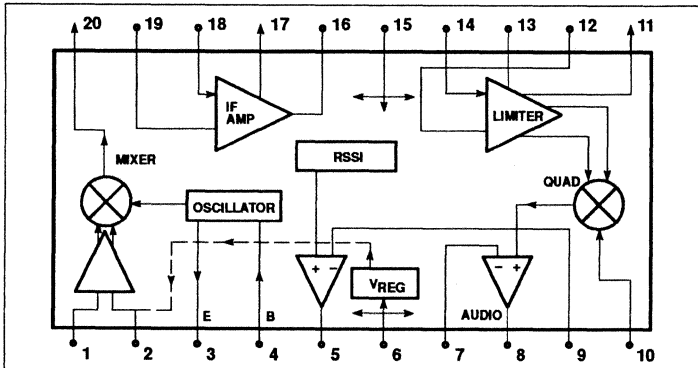 20 19 18 17 16 15 14 13 12 11
IF
AMP
LIMITER
RSSI
MIXER
QUAD
OSCILLATOR
+ −
− +
VREG
E B AUDIO
1 2 3 4 5 6 7 8 9 10